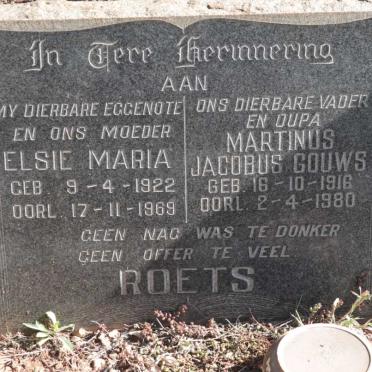 In Tere Herinnering
AAN
MY DIERBARE EGGENOTE
EN ONS MOEDER
ELSIE MARIA
GEB. 9-4-1922
OORL. 17-11-1969
ONS DIERBARE VADER
EN OUPA
MARTINUS
JACOBUS GOUWS
GEB. 16-10-1916
OORL. 2-4-1980
GEEN NAG WAS TE DONKER
GEEN OFFER TE VEEL
ROETS